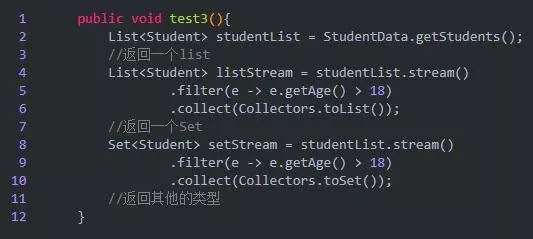 1 public void test3(){
2 List<Student> studentList = StudentData.getStudents();
3 //返回一个list
4 List<Student> listStream = studentList.stream()
5 .filter(e -> e.getAge() > 18)
6 .collect(Collectors.toList());
7 //返回一个Set
8 Set<Student> setStream = studentList.stream()
9 .filter(e -> e.getAge() > 18)
10 .collect(Collectors.toSet());
11 //返回其他的类型
12 }